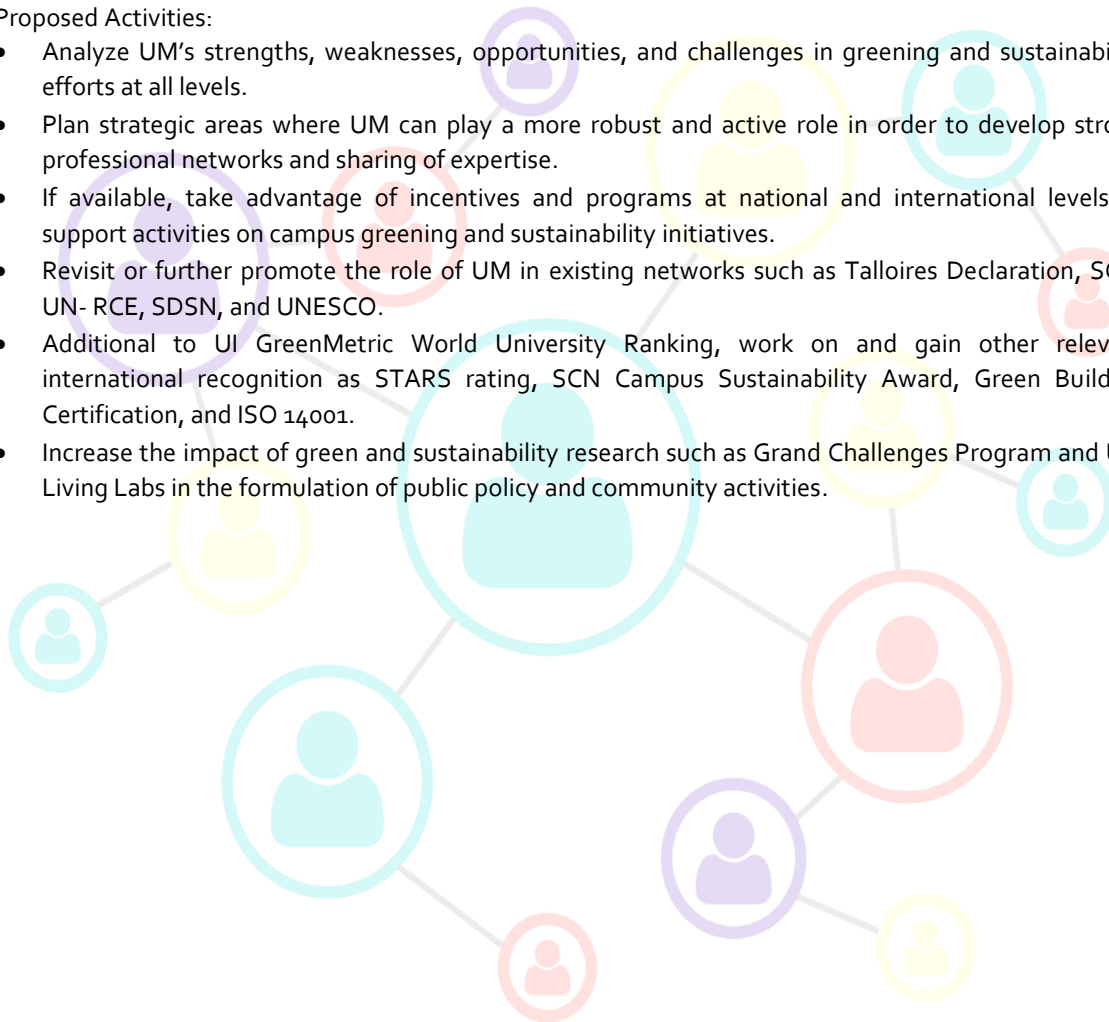 Proposed Activities:
• Analyze UM’s strengths, weaknesses, opportunities, and challenges in greening and
efforts at all levels.
• Plan strategic areas where UM can play a more robust and active role in order to develop
professional networks and sharing of expertise.
• If available, take advantage of incentives and programs at national and international levels
support activities on campus greening and sustainability initiatives.
• Revisit or further promote the role of UM in existing networks such as Talloires Declaration,
UN- RCE, SDSN, and UNESCO.
• Additional to UI GreenMetric World University Ranking, work on and gain other
international recognition as STARS rating, SCN Campus Sustainability Award, Green
Certification, and ISO 14001.
• Increase the impact of green and sustainability research such as Grand Challenges Program and
Living Labs in the formulation of public policy and community activities.